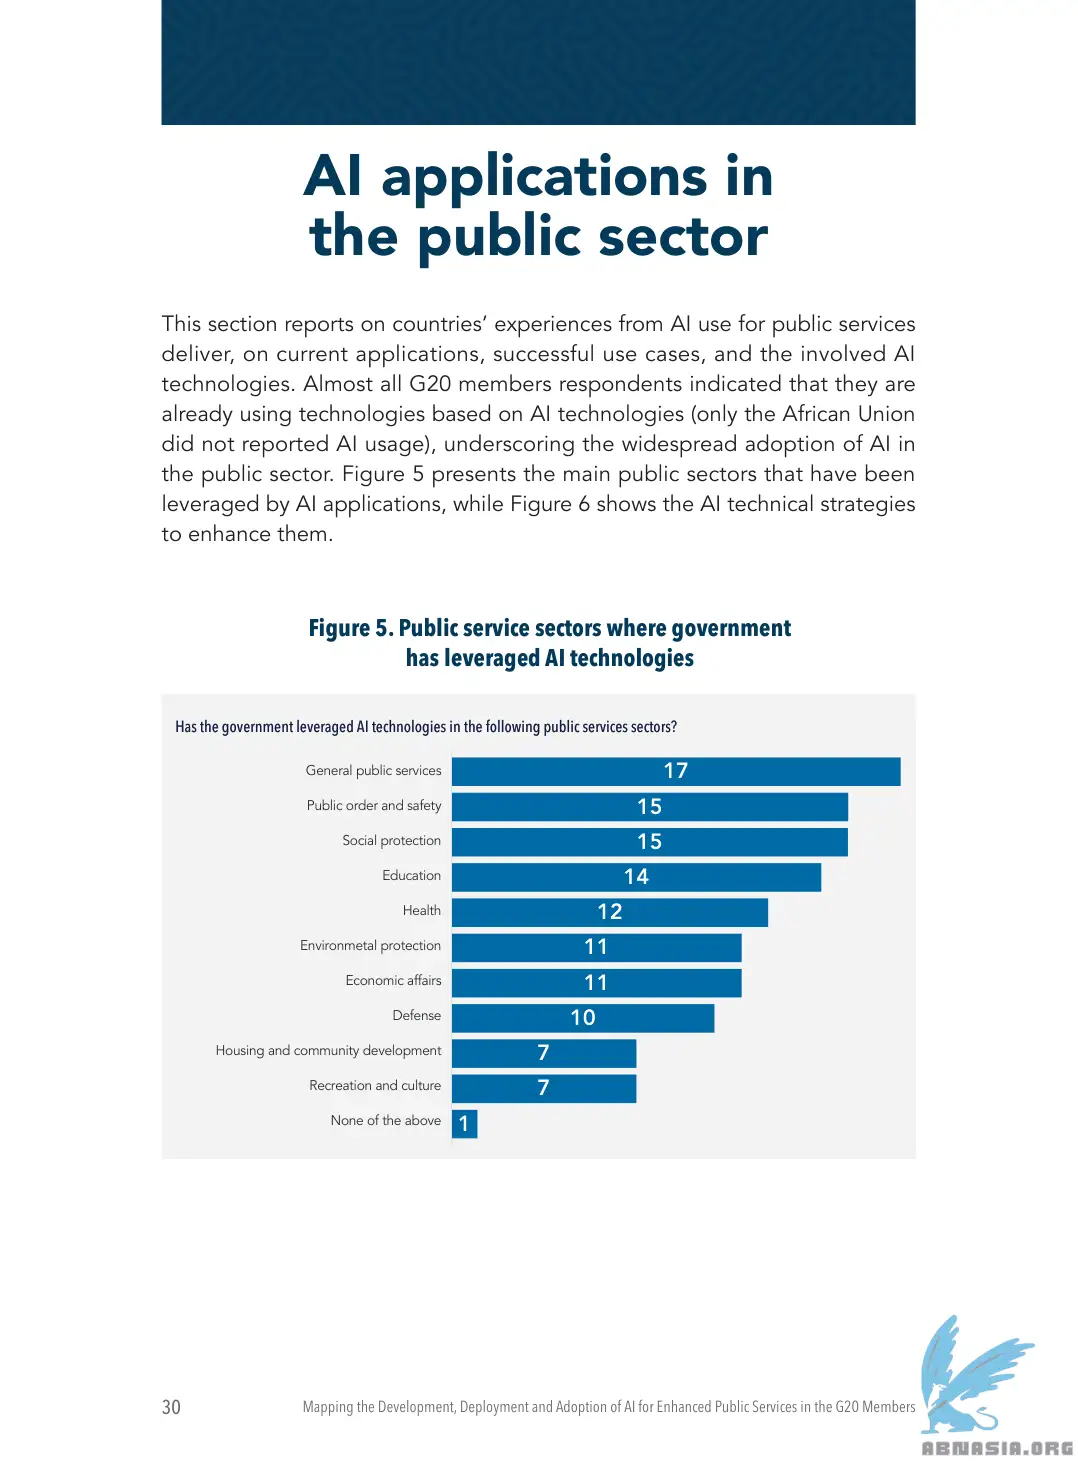 AI applications in
the public sector
This section reports on countries’ experiences from AI use for public services
deliver, on current applications, successful use cases, and the involved AI
technologies. Almost all G20 members respondents indicated that they are
already using technologies based on AI technologies (only the African Union
did not reported AI usage), underscoring the widespread adoption of AI in
the public sector. Figure 5 presents the main public sectors that have been
leveraged by AI applications, while Figure 6 shows the AI technical strategies
to enhance them.
Figure 5. Public service sectors where government
has leveraged AI technologies
Has the government leveraged AI technologies in the following public services sectors?
General public services 17
Public order and safety 15
Social protection 15
Education 14
Health 12
Environmetal protection 11
Economic affairs 11
Defense 10
Housing and community development 7
Recreation and culture 7
None of the above 1
30 Mapping the Development, Deployment and Adoption of AI for Enhanced Public Services in the G20 Members
ABNASIA.ORG